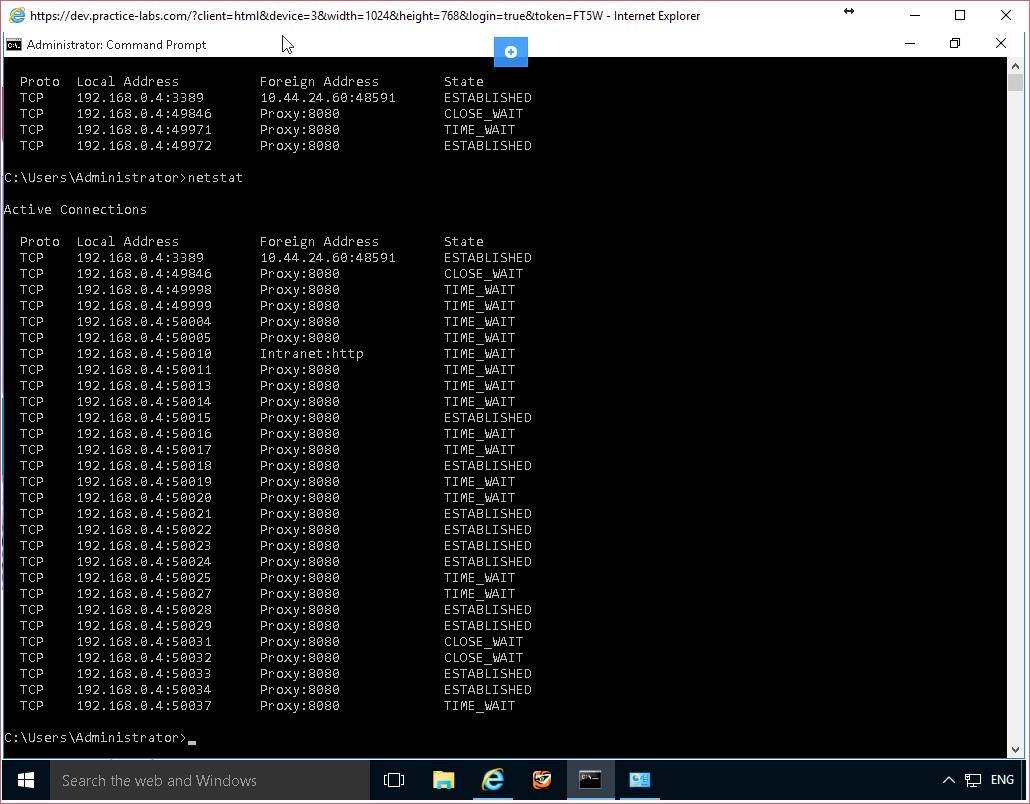 https://dev.practice-labs.com/?client=html&device=3&width=1024&height=768&login=true&token=FT5W - Internet Explorer
Administrator: Command Prompt
Proto Local Address Foreign Address State
TCP 192.168.0.4:3389 10.44.24.60:48591 ESTABLISHED
TCP 192.168.0.4:49846 Proxy:8080 CLOSE_WAIT
TCP 192.168.0.4:49971 Proxy:8080 TIME_WAIT
TCP 192.168.0.4:49972 Proxy:8080 ESTABLISHED
C:\Users\Administrator>netstat
Active Connections
Proto Local Address Foreign Address State
TCP 192.168.0.4:3389 10.44.24.60:48591 ESTABLISHED
TCP 192.168.0.4:49846 Proxy:8080 CLOSE_WAIT
TCP 192.168.0.4:49998 Proxy:8080 TIME_WAIT
TCP 192.168.0.4:49999 Proxy:8080 TIME_WAIT
TCP 192.168.0.4:50004 Proxy:8080 TIME_WAIT
TCP 192.168.0.4:50005 Proxy:8080 TIME_WAIT
TCP 192.168.0.4:50010 Intranet:http TIME_WAIT
TCP 192.168.0.4:50011 Proxy:8080 TIME_WAIT
TCP 192.168.0.4:50013 Proxy:8080 TIME_WAIT
TCP 192.168.0.4:50014 Proxy:8080 TIME_WAIT
TCP 192.168.0.4:50015 Proxy:8080 ESTABLISHED
TCP 192.168.0.4:50016 Proxy:8080 TIME_WAIT
TCP 192.168.0.4:50017 Proxy:8080 TIME_WAIT
TCP 192.168.0.4:50018 Proxy:8080 ESTABLISHED
TCP 192.168.0.4:50019 Proxy:8080 TIME_WAIT
TCP 192.168.0.4:50020 Proxy:8080 TIME_WAIT
TCP 192.168.0.4:50021 Proxy:8080 ESTABLISHED
TCP 192.168.0.4:50022 Proxy:8080 ESTABLISHED
TCP 192.168.0.4:50023 Proxy:8080 ESTABLISHED
TCP 192.168.0.4:50024 Proxy:8080 ESTABLISHED
TCP 192.168.0.4:50025 Proxy:8080 TIME_WAIT
TCP 192.168.0.4:50027 Proxy:8080 TIME_WAIT
TCP 192.168.0.4:50028 Proxy:8080 ESTABLISHED
TCP 192.168.0.4:50029 Proxy:8080 ESTABLISHED
TCP 192.168.0.4:50031 Proxy:8080 CLOSE_WAIT
TCP 192.168.0.4:50032 Proxy:8080 CLOSE_WAIT
TCP 192.168.0.4:50033 Proxy:8080 ESTABLISHED
TCP 192.168.0.4:50034 Proxy:8080 ESTABLISHED
TCP 192.168.0.4:50037 Proxy:8080 TIME_WAIT
C:\Users\Administrator>
Search the web and Windows
ENG